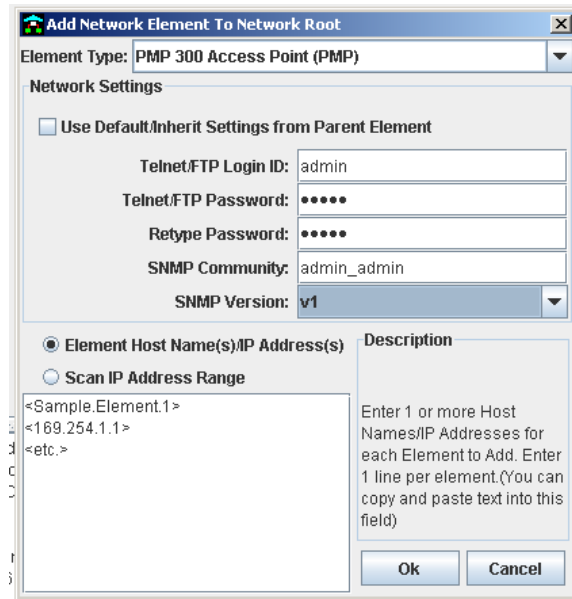 Add Network Element To Network Root
Element Type: PMP 300 Access Point (PMP)
Network Settings
Use Default/Inherit Settings from Parent Element
Telnet/FTP Login ID: admin
Telnet/FTP Password: •••••
Retype Password: •••••
SNMP Community: admin_admin
SNMP Version: v1
Element Host Name(s)/IP Address(s)
Scan IP Address Range
<Sample.Element.1>
<169.254.1.1>
<etc.>
Description
Enter 1 or more Host
Names/IP Addresses for
each Element to Add. Enter
1 line per element.(You can
copy and paste text into this
field)
Ok Cancel